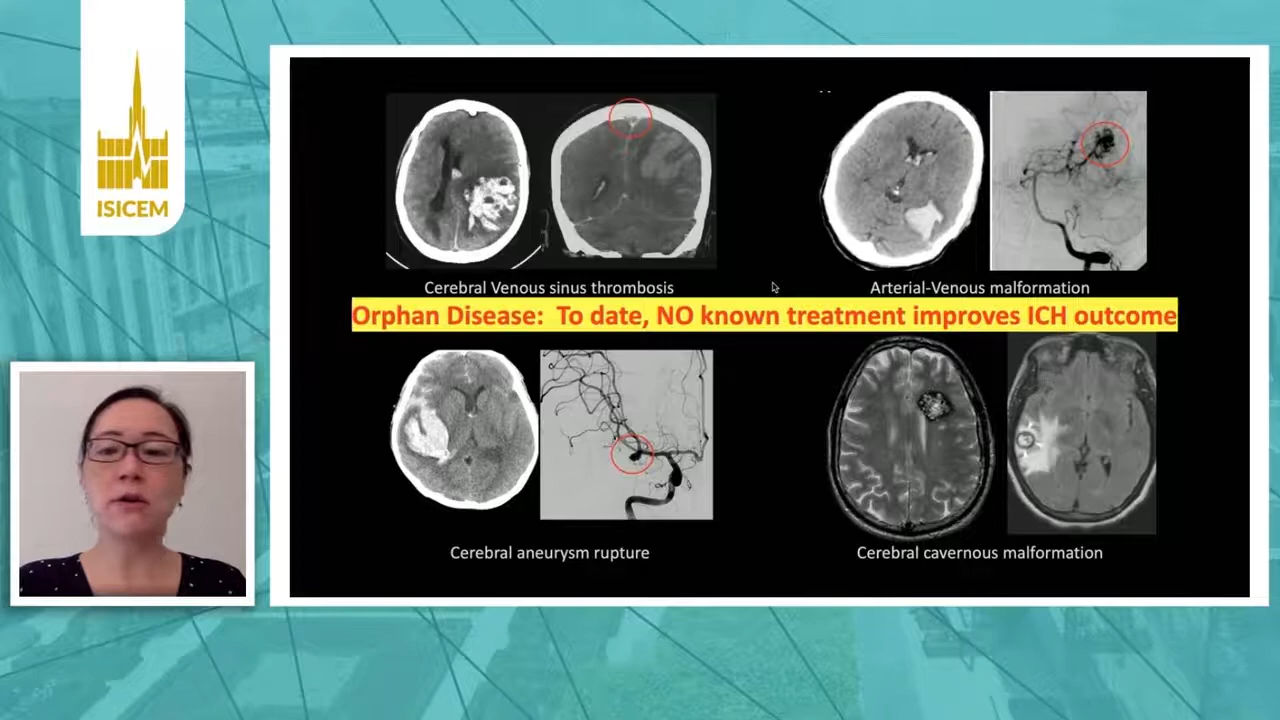 ISICEM
Cerebral Venous sinus thrombosis
Arterial-Venous malformation
Orphan Disease:  To date, NO known treatment improves ICH outcome
Cerebral aneurysm rupture
Cerebral cavernous malformation